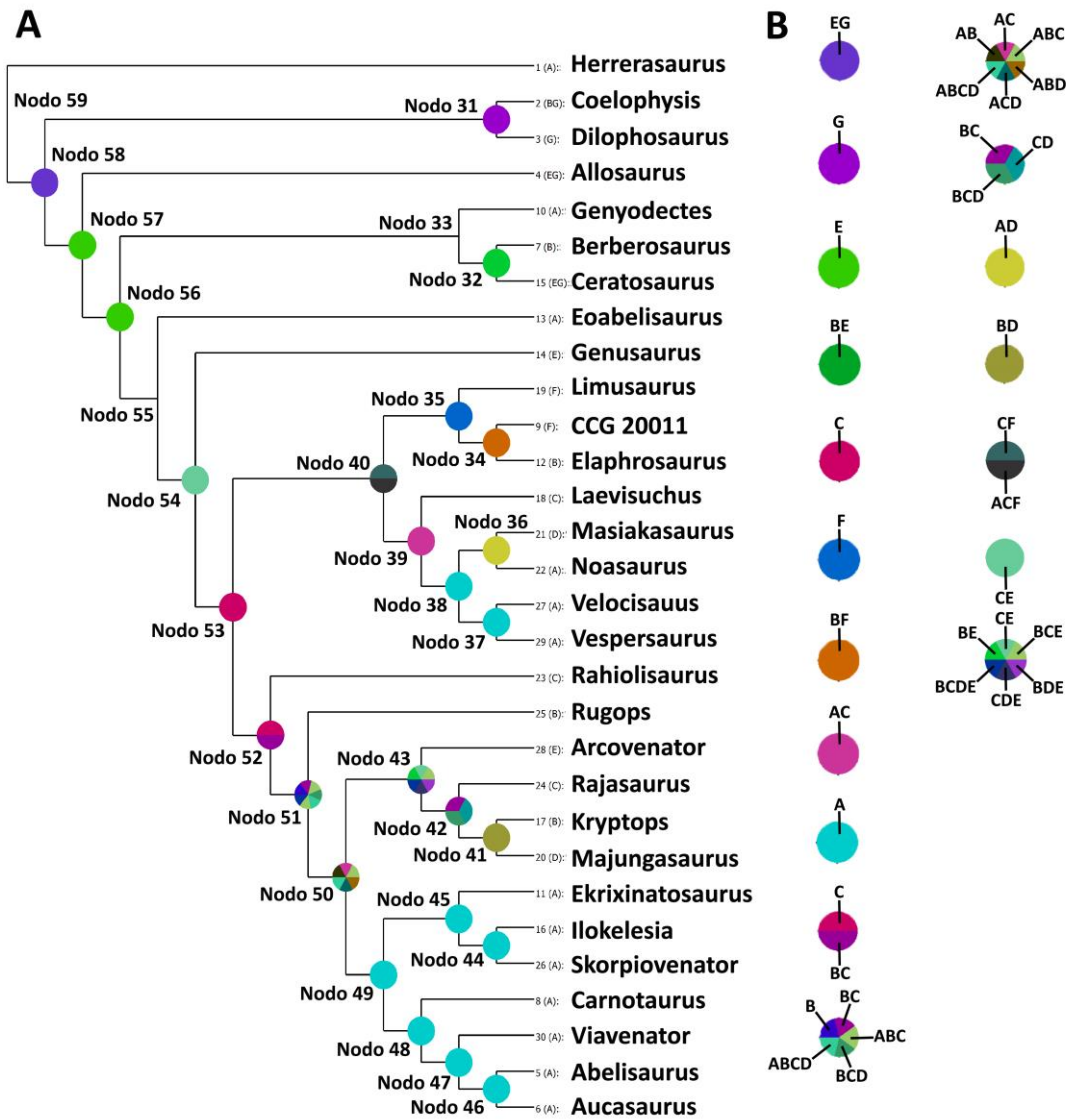 A
1 (A): Herrerasaurus
Nodo 59
2 (BG): Coelophysis
Nodo 31
3 (G): Dilophosaurus
Nodo 58
4 (EG): Allosaurus
Nodo 57
10 (A): Genyodectes
Nodo 33
7 (B): Berberosaurus
Nodo 32
15 (EG): Ceratosaurus
Nodo 56
13 (A): Eoabelisaurus
14 (E): Genusaurus
Nodo 55
19 (F): Limusaurus
Nodo 35
9 (F): CCG 20011
Nodo 34
12 (B): Elaphrosaurus
Nodo 40
18 (C): Laevisuchus
Nodo 54
Nodo 36
21 (D): Masiakasaurus
Nodo 39
22 (A): Noasaurus
Nodo 38
27 (A): Velocisauus
Nodo 53
Nodo 37
29 (A): Vespersaurus
23 (C): Rahiolisaurus
25 (B): Rugops
Nodo 52
Nodo 43
28 (E): Arcovenator
24 (C): Rajasaurus
Nodo 51
Nodo 42
17 (B): Kryptops
Nodo 41
20 (D): Majungasaurus
Nodo 50
Nodo 45
11 (A): Ekrixinatosaurus
16 (A): Ilokelesia
Nodo 44
26 (A): Skorpiovenator
Nodo 49
8 (A): Carnotaurus
30 (A): Viavenator
Nodo 48
5 (A): Abelisaurus
Nodo 47
Nodo 46
6 (A): Aucasaurus
B
EG
G
E
BE
C
F
BF
AC
A
C
BC
B
BC
ABC
ABCD
BCD
AB
AC
ABC
ABCD
ACD
ABD
BC
CD
BCD
AD
BD
CF
ACF
CE
CE
BE
BCE
BCDE
CDE
BDE